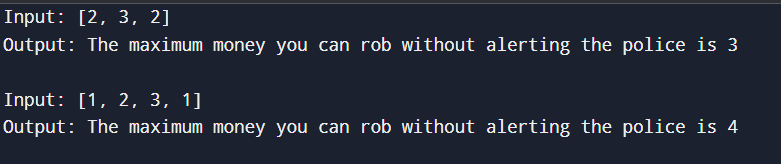 Input: [2, 3, 2]
Output: The maximum money you can rob without alerting the police is 3
Input: [1, 2, 3, 1]
Output: The maximum money you can rob without alerting the police is 4